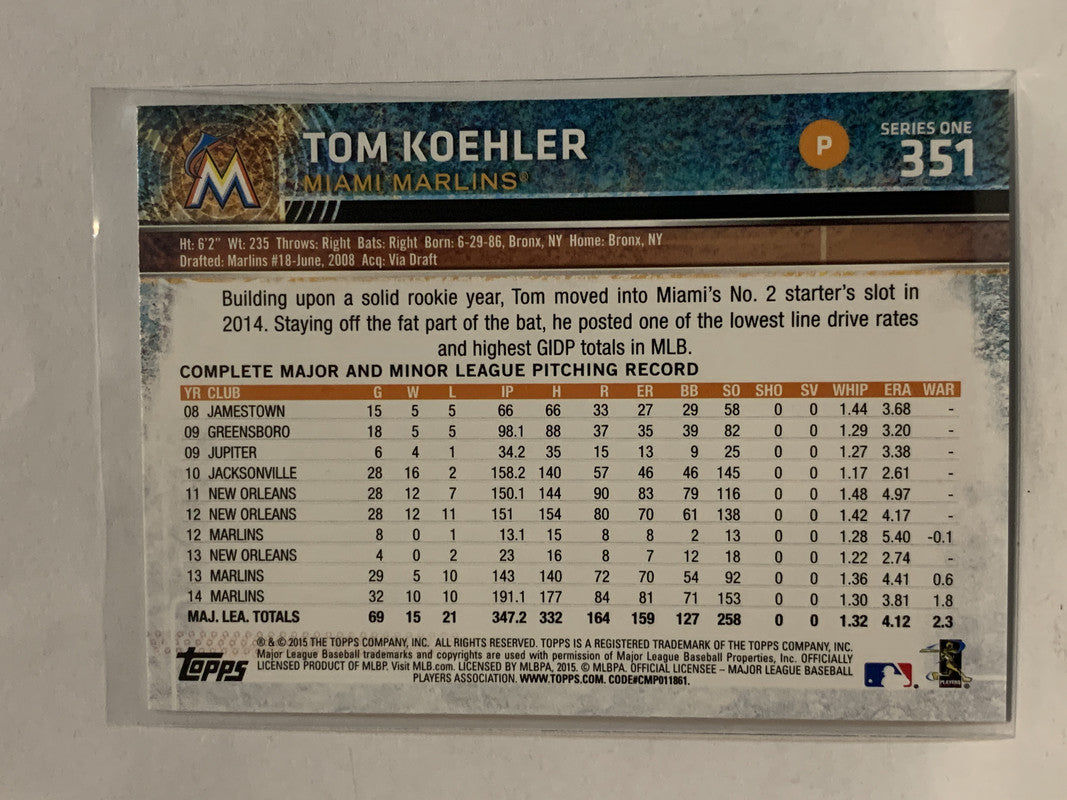 TOM KOEHLER
MIAMI MARLINS®
P
SERIES ONE
351
M
Ht: 6'2" Wt: 235 Throws: Right Bats: Right Born: 6-29-86, Bronx, NY Home: Bronx, NY
Drafted: Marlins #18-June, 2008 Acq: Via Draft
Building upon a solid rookie year, Tom moved into Miami's No. 2 starter's slot in
2014. Staying off the fat part of the bat, he posted one of the lowest line drive rates
and highest GIDP totals in MLB.
COMPLETE MAJOR AND MINOR LEAGUE PITCHING RECORD
YR CLUB G W L IP H R ER BB SO SHO SV WHIP ERA WAR
08 JAMESTOWN 15 5 5 66 66 33 27 29 58 0 0 1.44 3.68 -
09 GREENSBORO 18 5 5 98.1 88 37 35 39 82 0 0 1.29 3.20 -
09 JUPITER 6 4 1 34.2 35 15 13 9 25 0 0 1.27 3.38 -
10 JACKSONVILLE 28 16 2 158.2 140 57 46 46 145 0 0 1.17 2.61 -
11 NEW ORLEANS 28 12 7 150.1 144 90 83 79 116 0 0 1.48 4.97 -
12 NEW ORLEANS 28 12 11 151 154 80 70 61 138 0 0 1.42 4.17 -
12 MARLINS 8 0 1 13.1 15 8 8 2 13 0 0 1.28 5.40 -0.1
13 NEW ORLEANS 4 0 2 23 16 8 7 12 18 0 0 1.22 2.74 -
13 MARLINS 29 5 10 143 140 72 70 54 92 0 0 1.36 4.41 0.6
14 MARLINS 32 10 10 191.1 177 84 81 71 153 0 0 1.30 3.81 1.8
MAJ. LEA. TOTALS 69 15 21 347.2 332 164 159 127 258 0 0 1.32 4.12 2.3
topps
® & © 2015 THE TOPPS COMPANY, INC. ALL RIGHTS RESERVED. TOPPS IS A REGISTERED TRADEMARK OF THE TOPPS COMPANY, INC.
Major League Baseball trademarks and copyrights are used with permission of Major League Baseball Properties, Inc. OFFICIALLY
LICENSED PRODUCT OF MLBP. Visit MLB.com. LICENSED BY MLBPA, 2015. © MLBPA. OFFICIAL LICENSEE – MAJOR LEAGUE BASEBALL
PLAYERS ASSOCIATION. WWW.TOPPS.COM. CODE#CMP011861.
PLAYERS